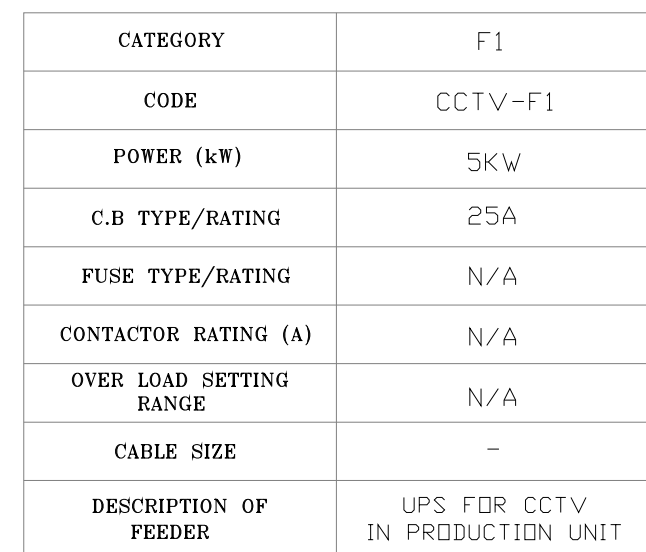 CATEGORY F1
CODE CCTV-F1
POWER (kW) 5KW
C.B TYPE/RATING 25A
FUSE TYPE/RATING N/A
CONTACTOR RATING (A) N/A
OVER LOAD SETTING
RANGE N/A
CABLE SIZE -
DESCRIPTION OF UPS FOR CCTV
FEEDER IN PRODUCTION UNIT